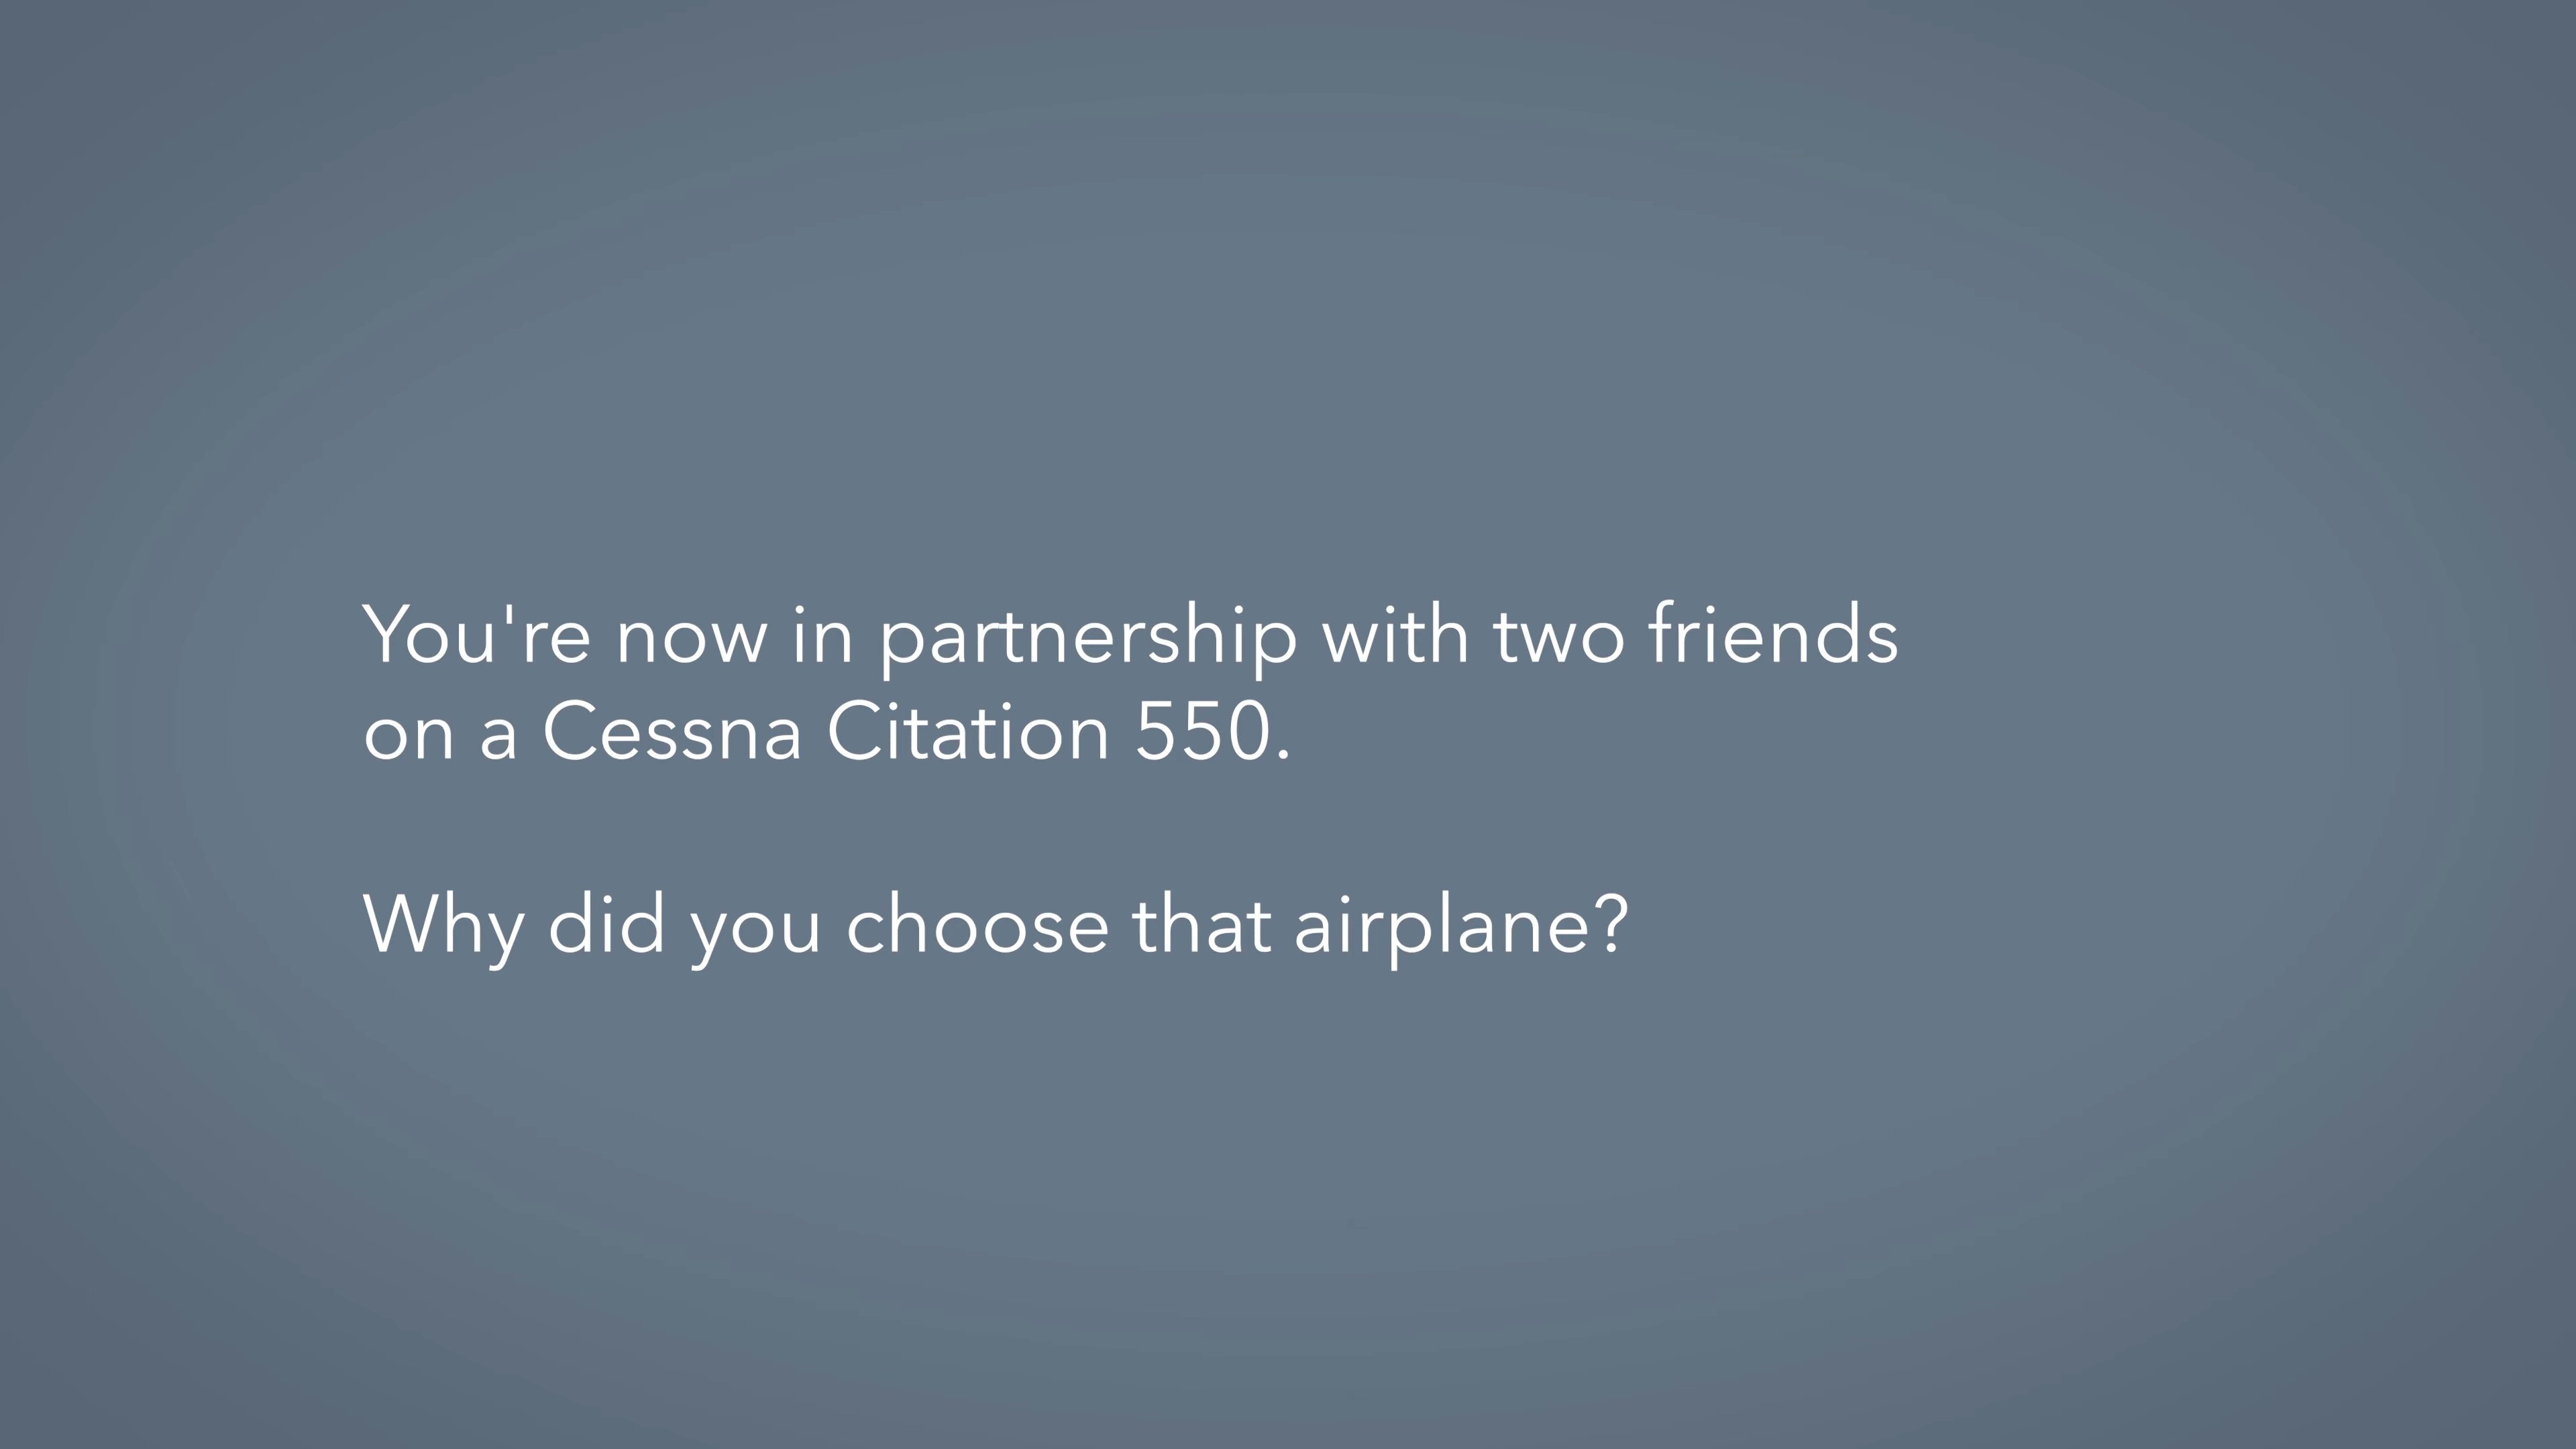 You're now in partnership with two friends
on a Cessna Citation 550.
Why did you choose that airplane?